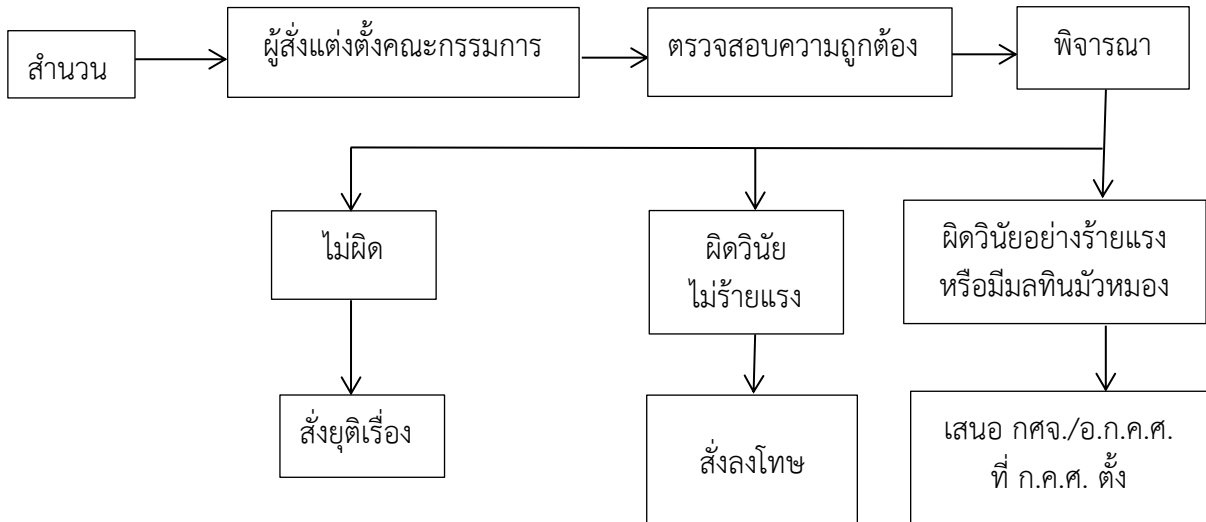 สำนวน
ผู้สั่งแต่งตั้งคณะกรรมการ
ตรวจสอบความถูกต้อง
พิจารณา
ไม่ผิด
ผิดวินัย
ไม่ร้ายแรง
ผิดวินัยอย่างร้ายแรง
หรือมีมลทินมัวหมอง
สั่งยุติเรื่อง
สั่งลงโทษ
เสนอ กศจ./อ.ก.ค.ศ.
ที่ ก.ค.ศ. ตั้ง